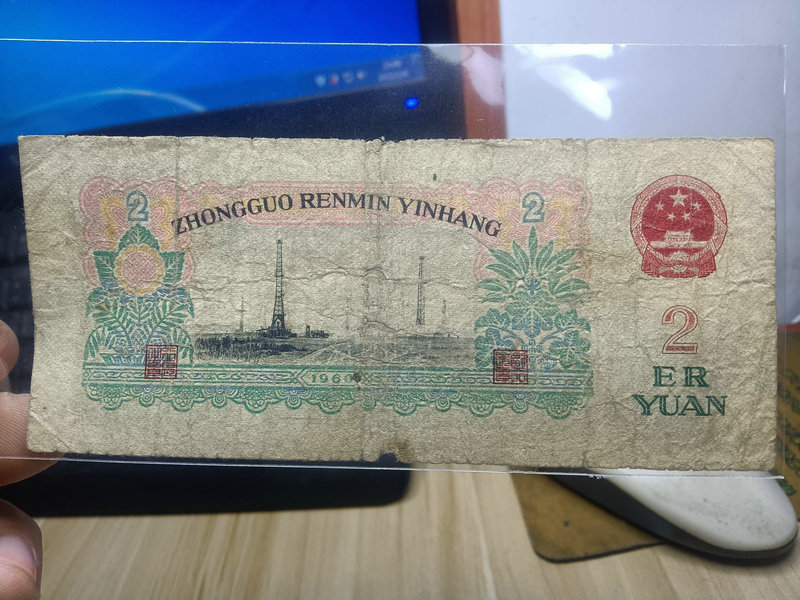 2
ZHONGGUO RENMIN YINHANG
2
1960
2
ER
YUAN